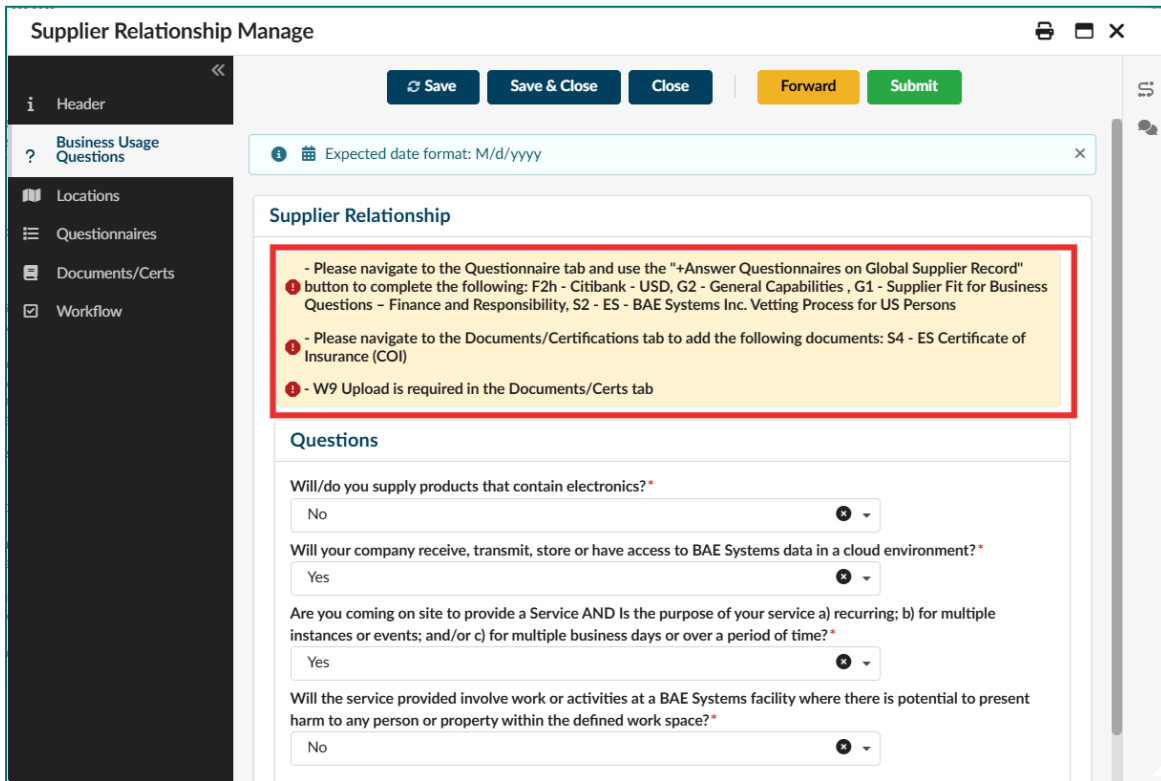 Supplier Relationship Manage
Header
Business Usage
Questions
Locations
Questionnaires
Documents/Certs
Workflow
Save
Save & Close
Close
Forward
Submit
Expected date format: M/d/yyyy
Supplier Relationship
- Please navigate to the Questionnaire tab and use the "+Answer Questionnaires on Global Supplier Record"
button to complete the following: F2h - Citibank - USD, G2 - General Capabilities , G1 - Supplier Fit for Business
Questions – Finance and Responsibility, S2 - ES - BAE Systems Inc. Vetting Process for US Persons
- Please navigate to the Documents/Certifications tab to add the following documents: S4 - ES Certificate of
Insurance (COI)
- W9 Upload is required in the Documents/Certs tab
Questions
Will/do you supply products that contain electronics?*
No
Will your company receive, transmit, store or have access to BAE Systems data in a cloud environment?*
Yes
Are you coming on site to provide a Service AND Is the purpose of your service a) recurring; b) for multiple
instances or events; and/or c) for multiple business days or over a period of time?*
Yes
Will the service provided involve work or activities at a BAE Systems facility where there is potential to present
harm to any person or property within the defined work space?*
No